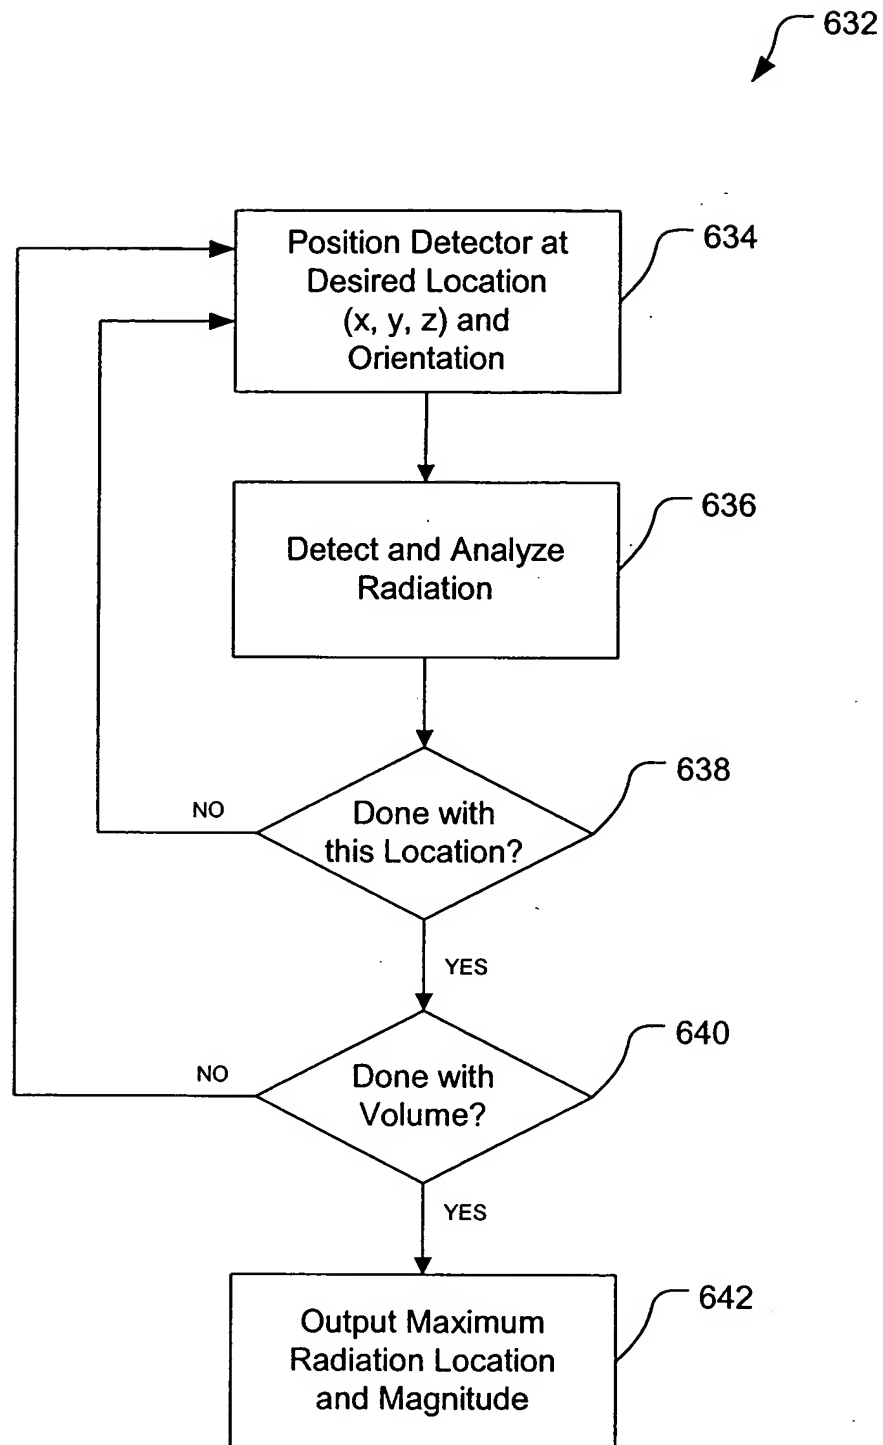 632
Position Detector at
Desired Location
(x, y, z) and
Orientation
634
Detect and Analyze
Radiation
636
Done with
this Location?
638
NO
YES
Done with
Volume?
640
NO
YES
Output Maximum
Radiation Location
and Magnitude
642